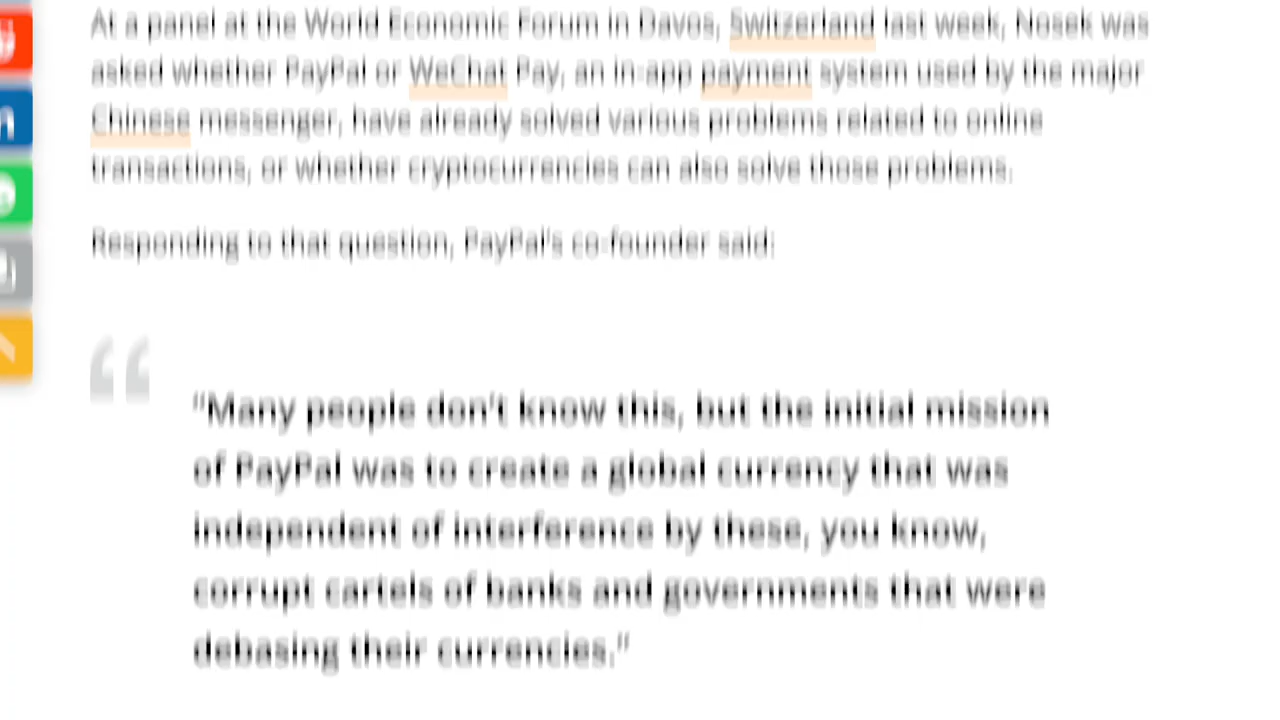 At a panel at the World Economic Forum in Davos, Switzerland last week, Nosek was
asked whether PayPal or WeChat Pay, an in-app payment system used by the major
Chinese messenger, have already solved various problems related to online
transactions, or whether cryptocurrencies can also solve those problems.
Responding to that question, PayPal's co-founder said:
“
"Many people don't know this, but the initial mission
of PayPal was to create a global currency that was
independent of interference by these, you know,
corrupt cartels of banks and governments that were
debasing their currencies."